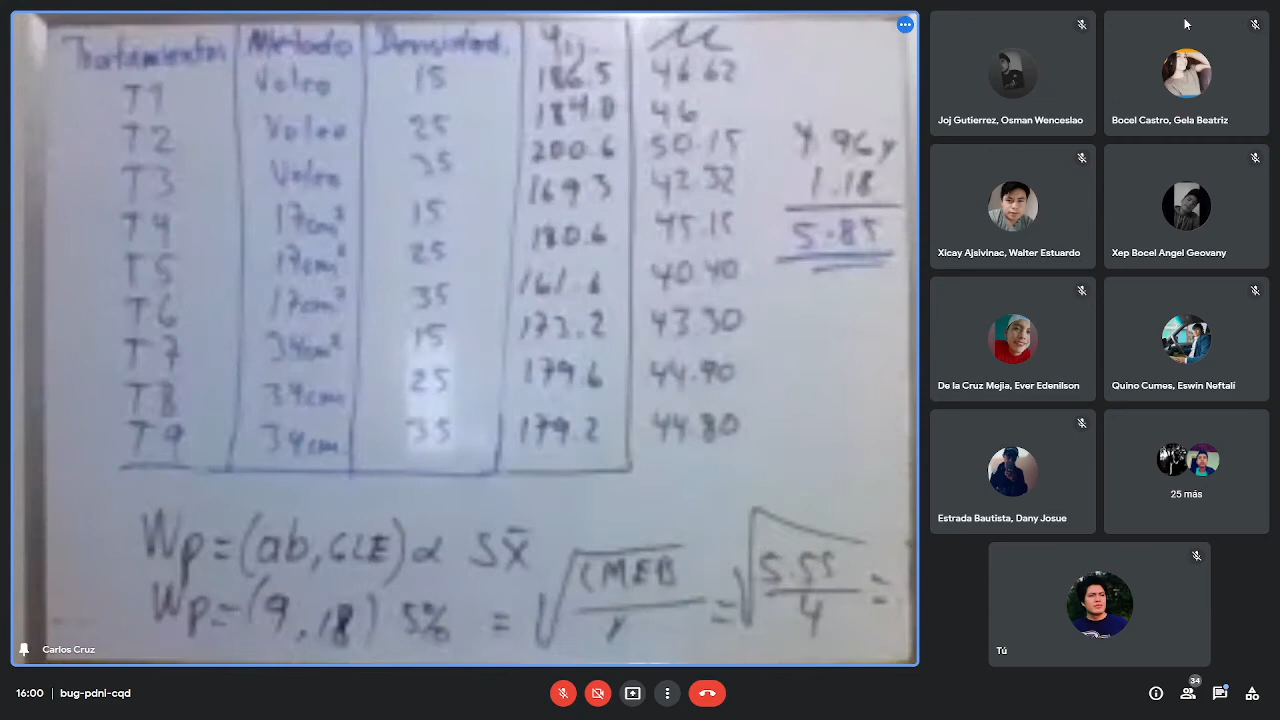 Tratamientos Método Densidad. Yij. μ
T1 Voleo 15 186.5 46.62
T2 Voleo 25 184.0 46
T3 Voleo 35 200.6 50.15
T4 17cm² 15 169.3 42.32
T5 17cm² 25 180.6 45.15
T6 17cm² 35 161.6 40.40
T7 34cm² 15 173.2 43.30
T8 34cm 25 179.6 44.90
T9 34cm 35 179.2 44.80
4.96 x
1.18
5.85
Wp=(ab, GLE)∝ SX̄
Wp=(9,18) 5% = √CMEB/r = √5.55/4 =
Carlos Cruz
Joj Gutierrez, Osman Wenceslao
Bocel Castro, Gela Beatriz
Xicay Ajsivinac, Walter Estuardo
Xep Bocel Angel Geovany
De la Cruz Mejia, Ever Edenilson
Quino Cumes, Eswin Neftalí
Estrada Bautista, Dany Josue
25 más
Tú
16:00 bug-pdnl-cqd
34